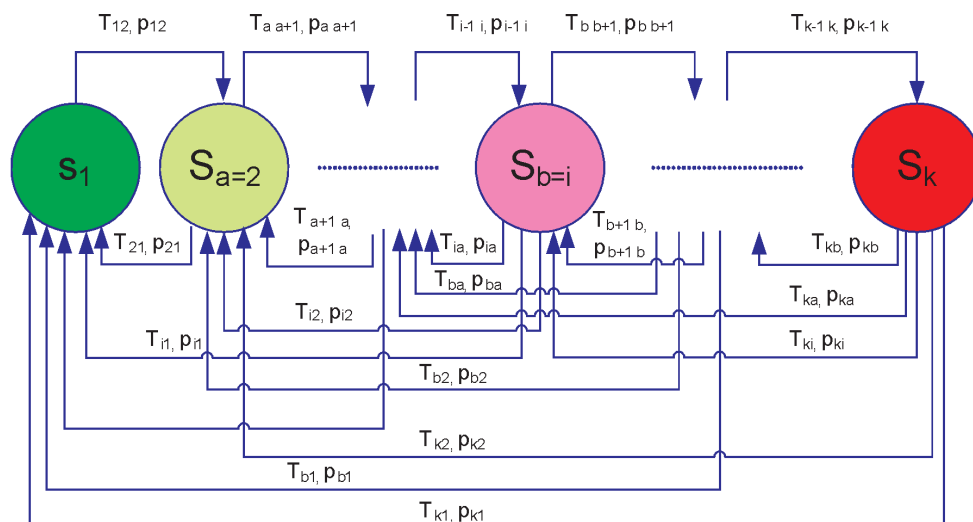 T12, p12
Ta a+1, pa a+1
Ti-1 i, pi-1 i
Tb b+1, pb b+1
Tk-1 k, pk-1 k
s1
Sa=2
Sb=i
Sk
T21, p21
Ta+1 a,
pa+1 a
Tia, pia
Tb+1 b,
pb+1 b
Tkb, pkb
Tba, pba
Tka, pka
Ti2, pi2
Ti1, pi1
Tki, pki
Tb2, pb2
Tk2, pk2
Tb1, pb1
Tk1, pk1